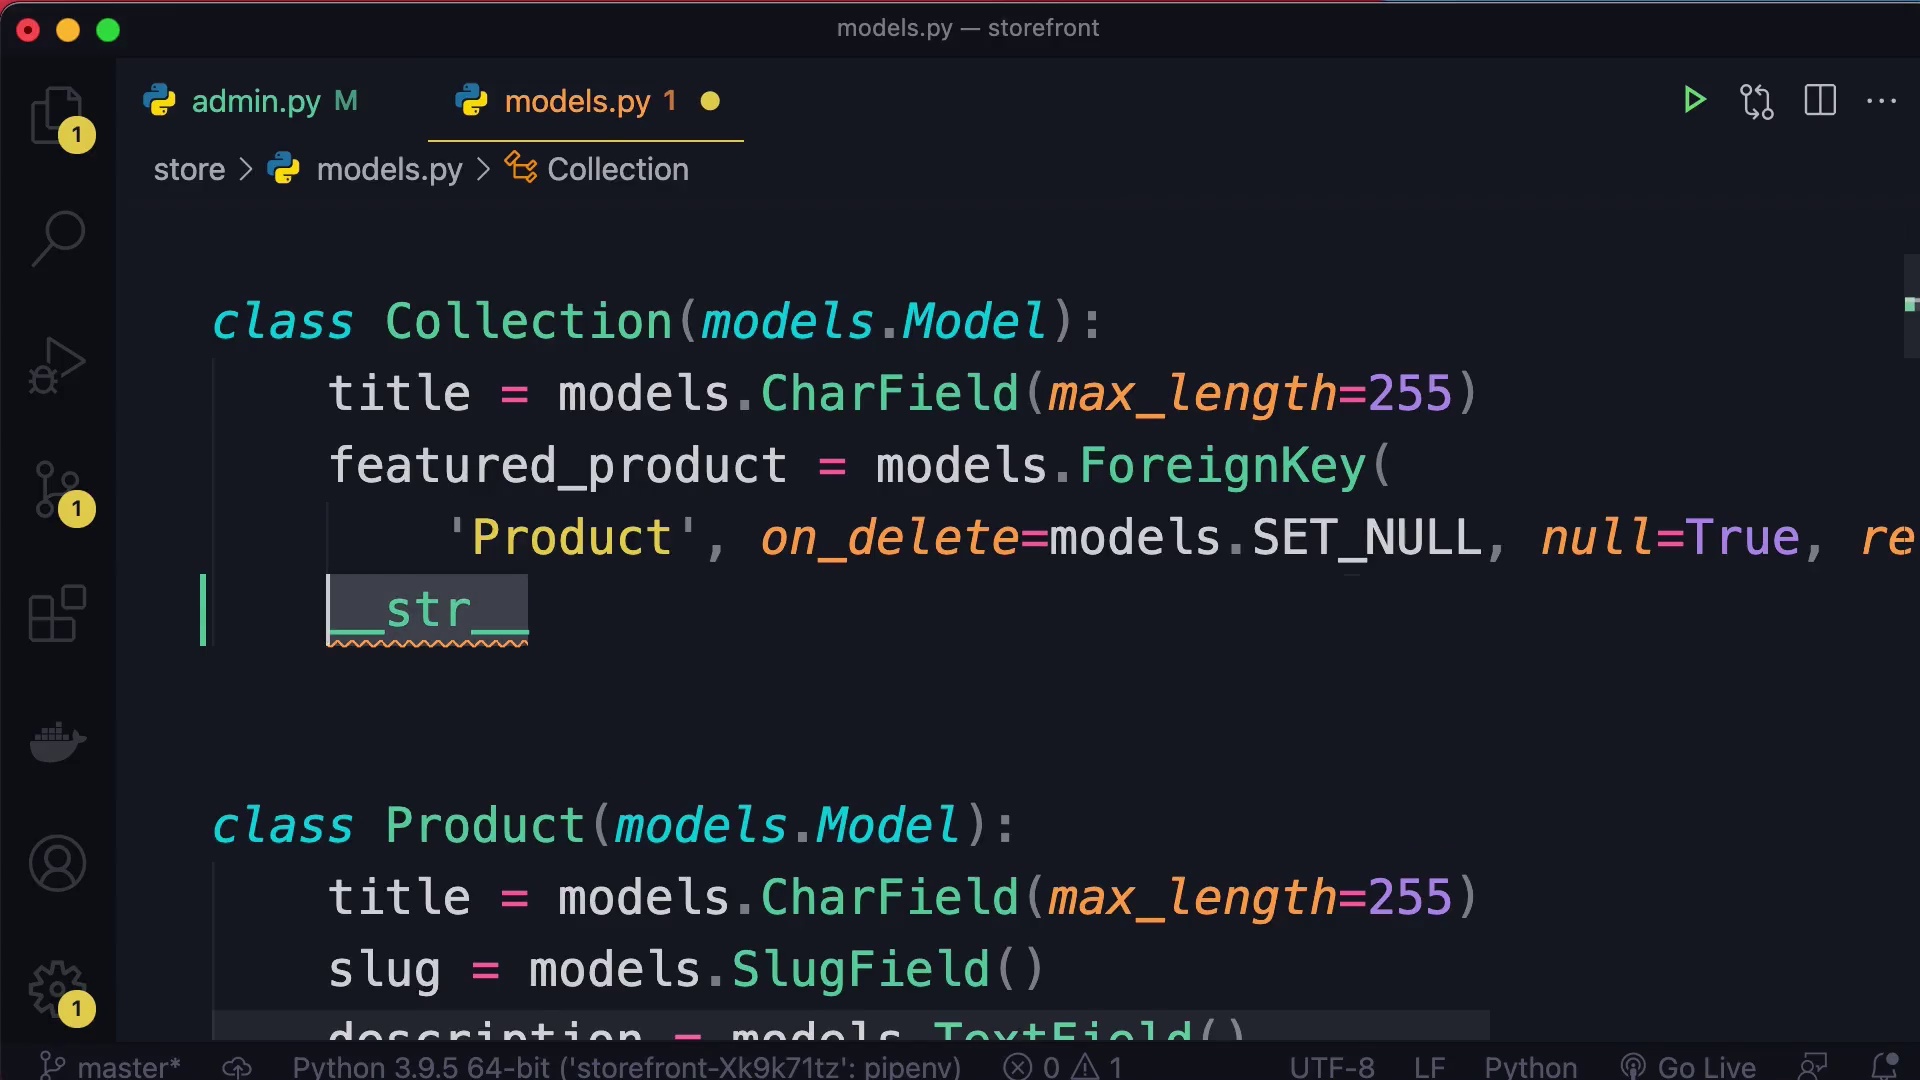 models.py — storefront
admin.py M
models.py 1
store > models.py > Collection
class Collection(models.Model):
title = models.CharField(max_length=255)
featured_product = models.ForeignKey(
'Product', on_delete=models.SET_NULL, null=True, re
__str__
class Product(models.Model):
title = models.CharField(max_length=255)
slug = models.SlugField()
description = models.TextField()
1
1
1
master* Python 3.9.5 64-bit ('storefront-Xk9k71tz': pipenv) 0 1 UTF-8 LF Python Go Live